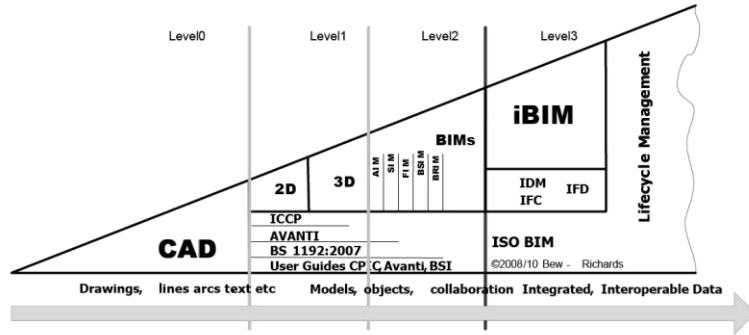 Level0 Level1 Level2 Level3
iBIM
BIMs
AIM
SIM
FIM
BSIM
BRIM
2D 3D
IDM IFD
IFC
Lifecycle Management
ICCP
AVANTI
BS 1192:2007
User Guides CPIC, Avanti, BSI
CAD
ISO BIM
©2008/10 Bew - Richards
Drawings, lines arcs text etc Models, objects, collaboration Integrated, Interoperable Data